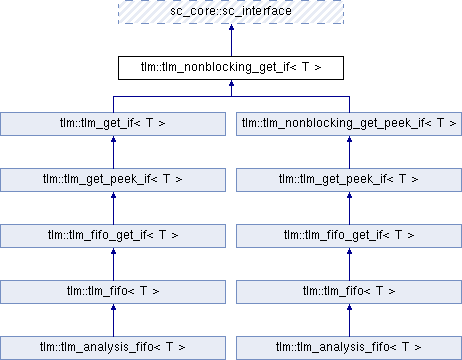 sc_core::sc_interface
tlm::tlm_nonblocking_get_if< T >
tlm::tlm_get_if< T >
tlm::tlm_nonblocking_get_peek_if< T >
tlm::tlm_get_peek_if< T >
tlm::tlm_get_peek_if< T >
tlm::tlm_fifo_get_if< T >
tlm::tlm_fifo_get_if< T >
tlm::tlm_fifo< T >
tlm::tlm_fifo< T >
tlm::tlm_analysis_fifo< T >
tlm::tlm_analysis_fifo< T >